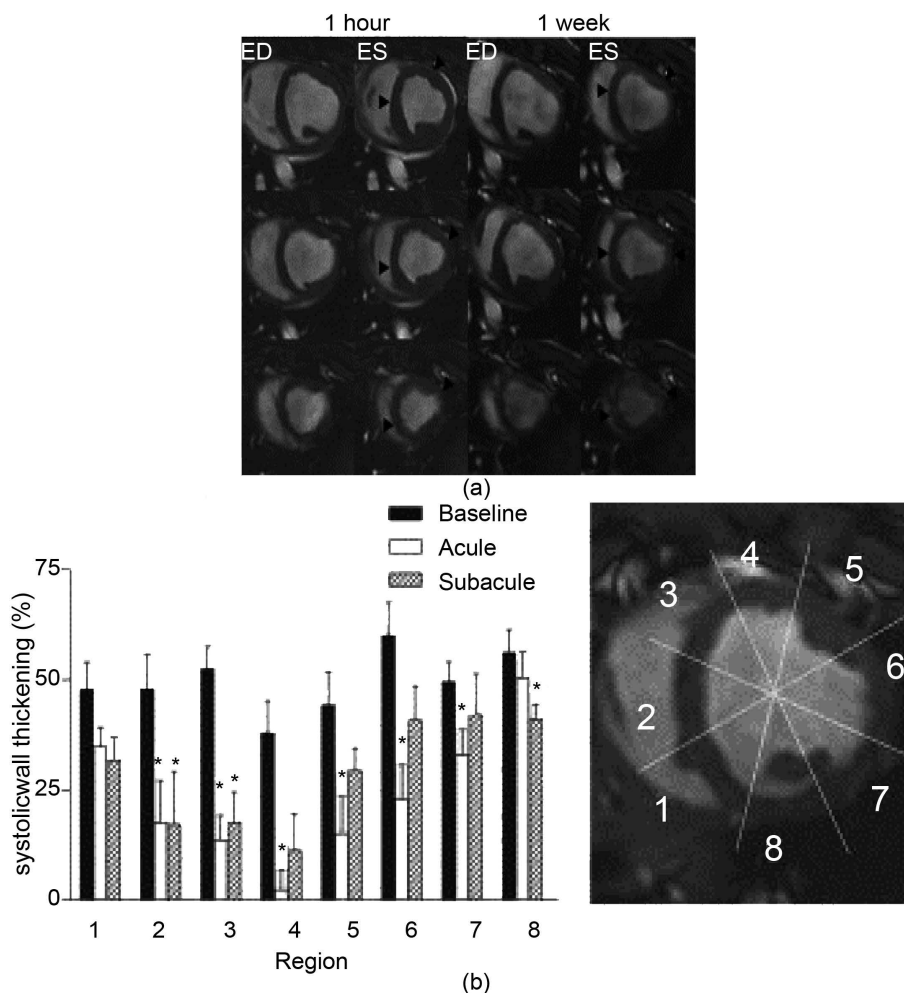 1 hour 1 week
ED ES ED ES
(a)
Baseline
Acule
Subacule
75
50
25
0
systolicwall thickening (%)
* * * * * * * * * *
1 2 3 4 5 6 7 8
Region
4
5
3
6
2
7
1
8
(b)